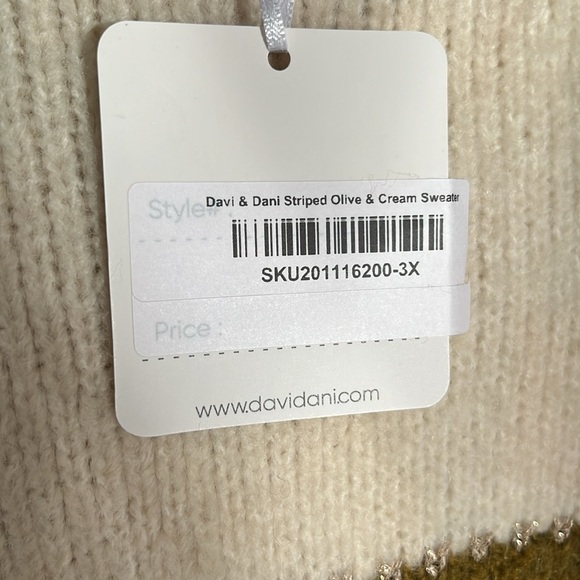 Davi & Dani Striped Olive & Cream Sweater
Style# :
SKU201116200-3X
Price :
www.davidani.com